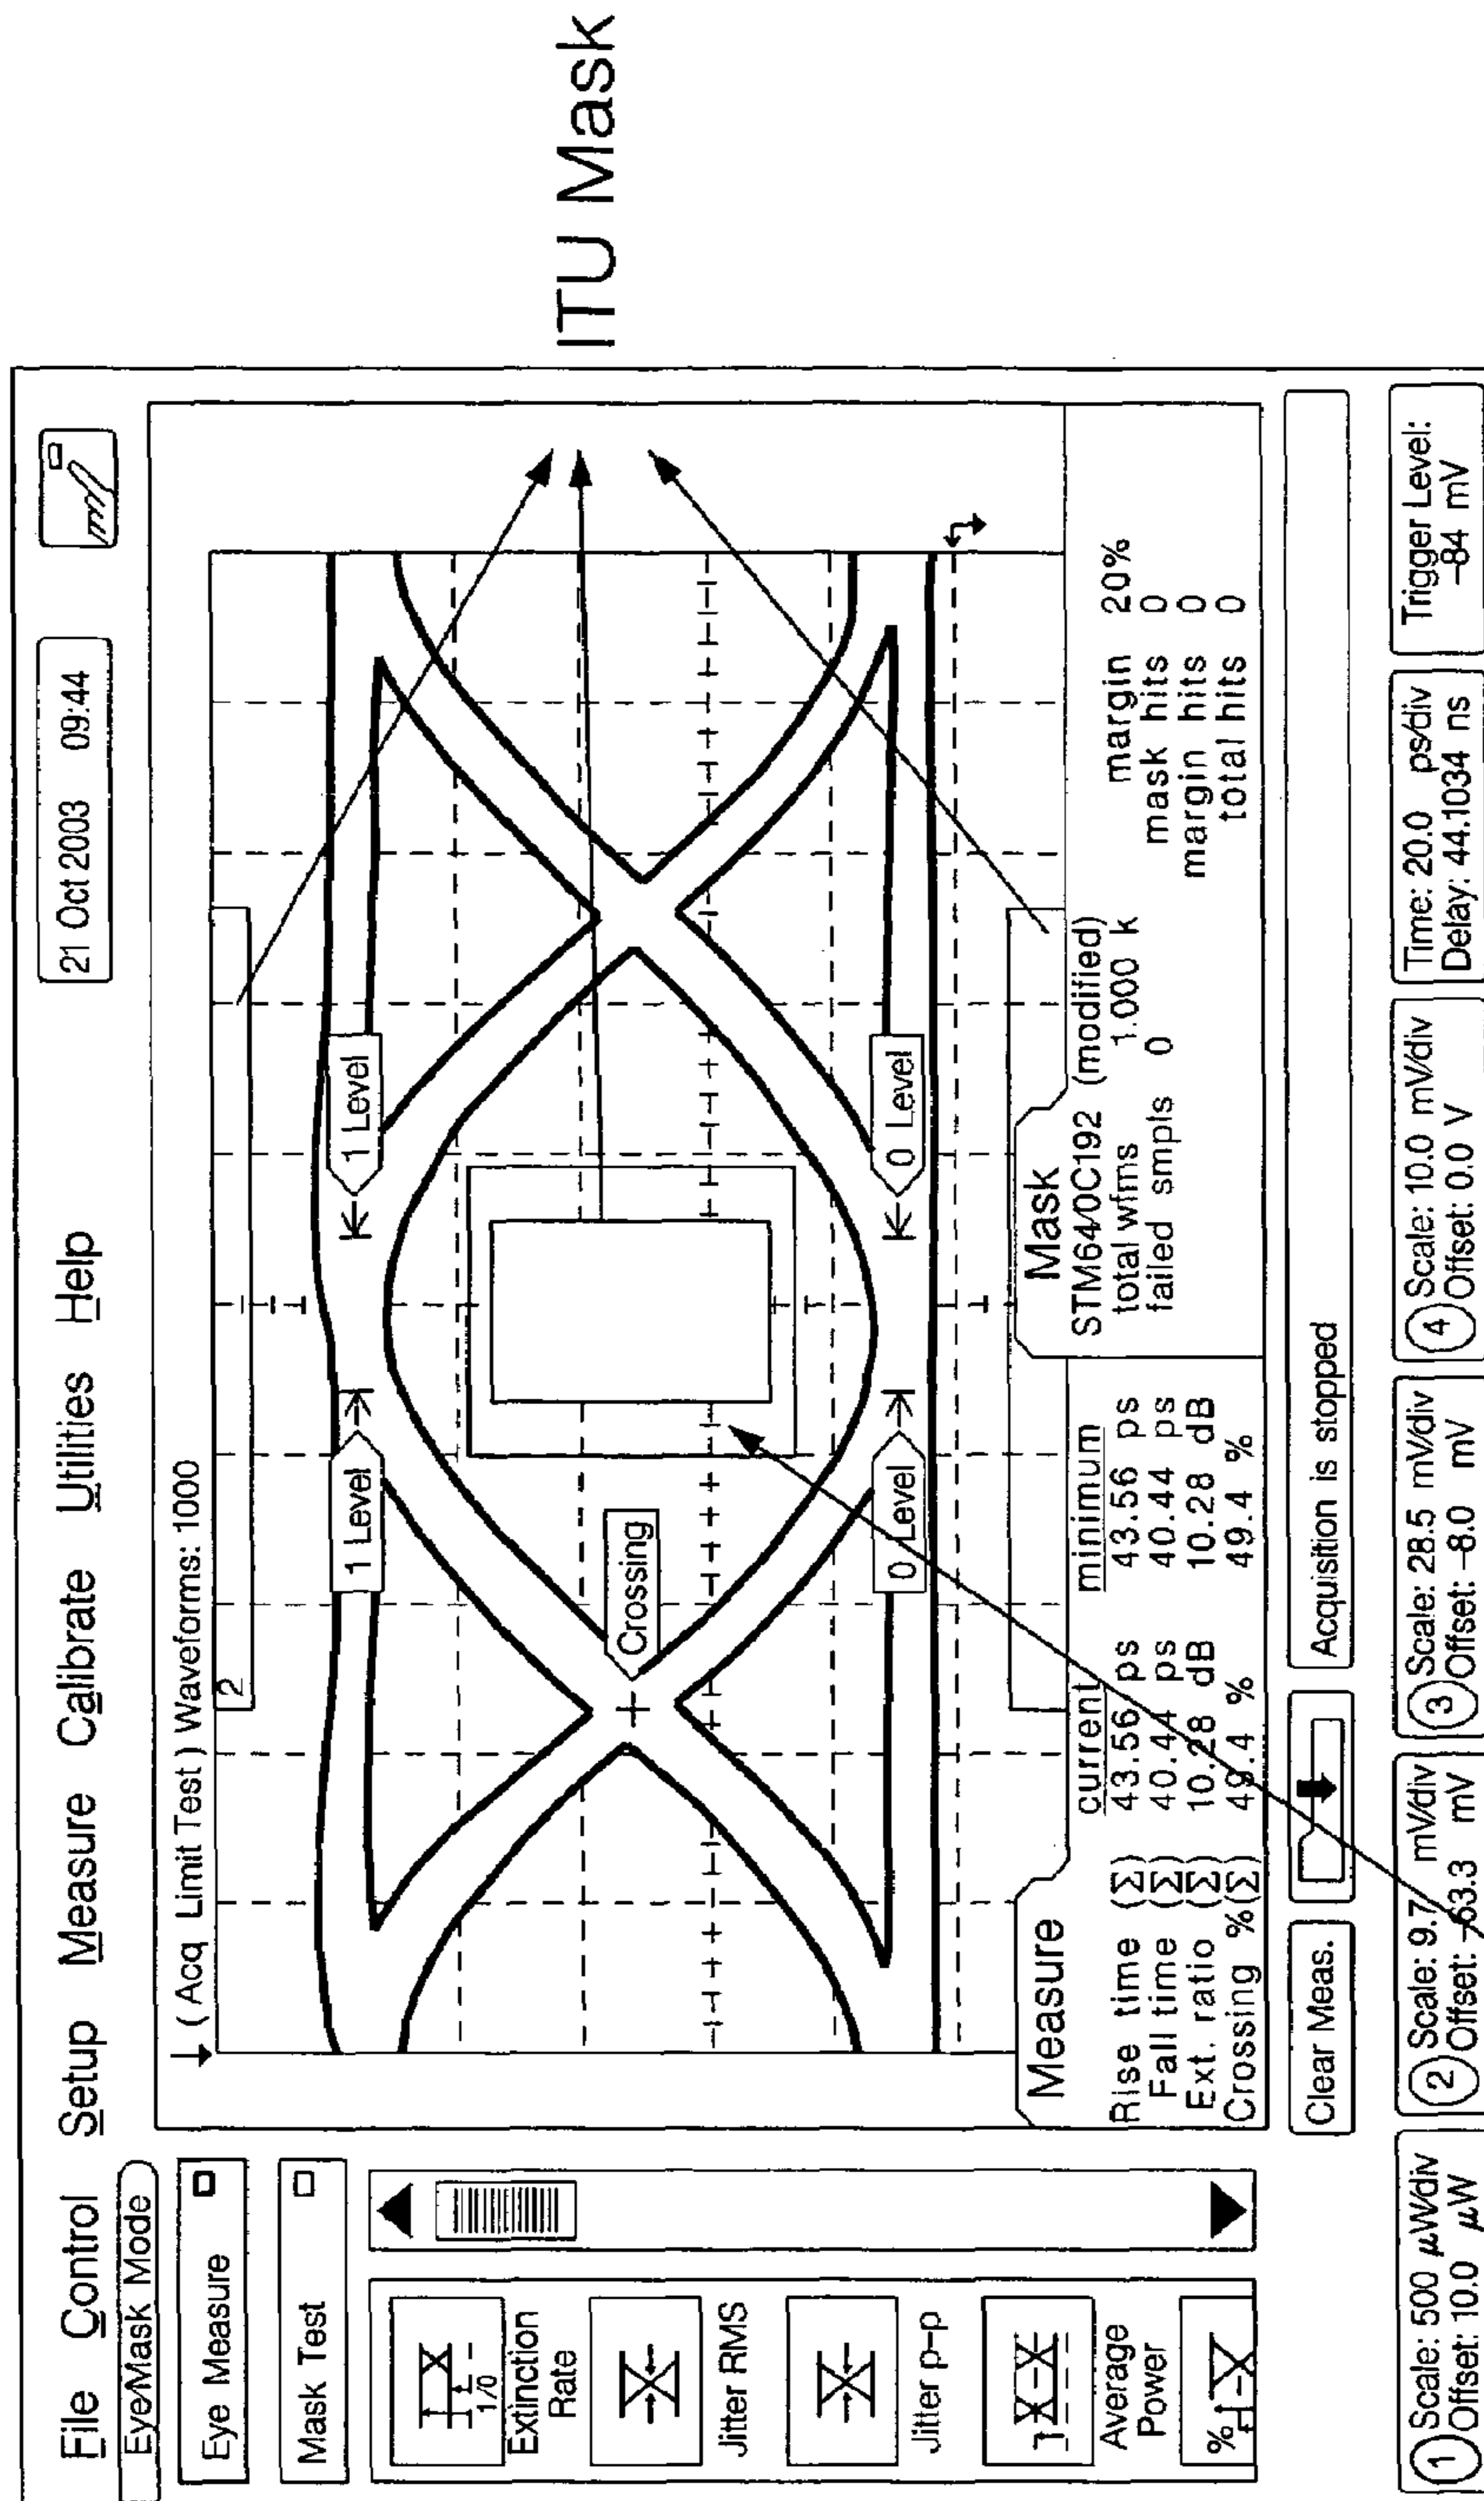 File Control Setup Measure Calibrate Utilities Help
21 Oct 2003 09:44
Eye/Mask Mode
Eye Measure
Mask Test
1/0
Extinction
Rate
Jitter RMS
Jitter p-p
Average
Power
%
( Acq Limit Test ) Waveforms: 1000
2
1 Level
1 Level
Crossing
0 Level
0 Level
ITU Mask
Measure
current minimum
Rise time (Σ) 43.56 ps 43.56 ps
Fall time (Σ) 40.44 ps 40.44 ps
Ext. ratio (Σ) 10.28 dB 10.28 dB
Crossing %(Σ) 49.4 % 49.4 %
Mask
STM64/OC192 (modified) margin 20%
total wfms 1.000 k mask hits 0
failed smpls 0 margin hits 0
total hits 0
Clear Meas.
Acquisition is stopped
1 Scale: 500 µW/div
Offset: 10.0 µW
2 Scale: 9.7 mV/div
Offset: -63.3 mV
3 Scale: 28.5 mV/div
Offset: -8.0 mV
4 Scale: 10.0 mV/div
Offset: 0.0 V
Time: 20.0 ps/div
Delay: 44.1034 ns
Trigger Level:
-84 mV